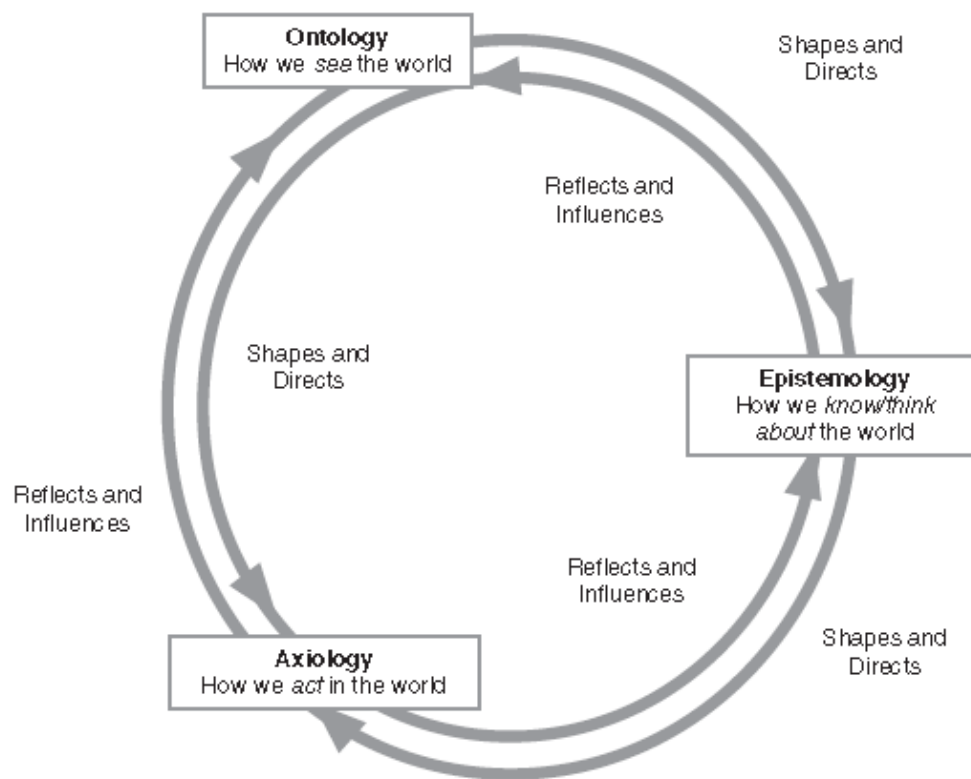 Ontology
How we see the world
Shapes and
Directs
Reflects and
Influences
Shapes and
Directs
Epistemology
How we know/think
about the world
Reflects and
Influences
Reflects and
Influences
Shapes and
Directs
Axiology
How we act in the world